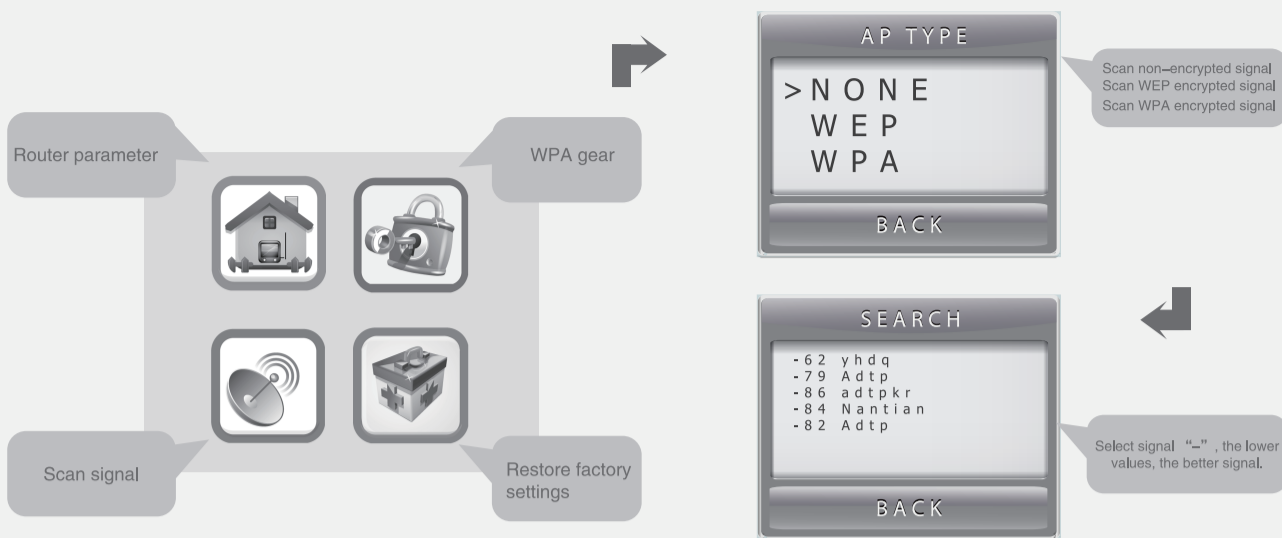 Router parameter
WPA gear
Scan signal
Restore factory
settings
AP TYPE
>NONE
WEP
WPA
BACK
Scan non–encrypted signal
Scan WEP encrypted signal
Scan WPA encrypted signal
SEARCH
-62 yhdq
-79 Adtp
-86 adtpkr
-84 Nantian
-82 Adtp
BACK
Select signal “–” , the lower
values, the better signal.